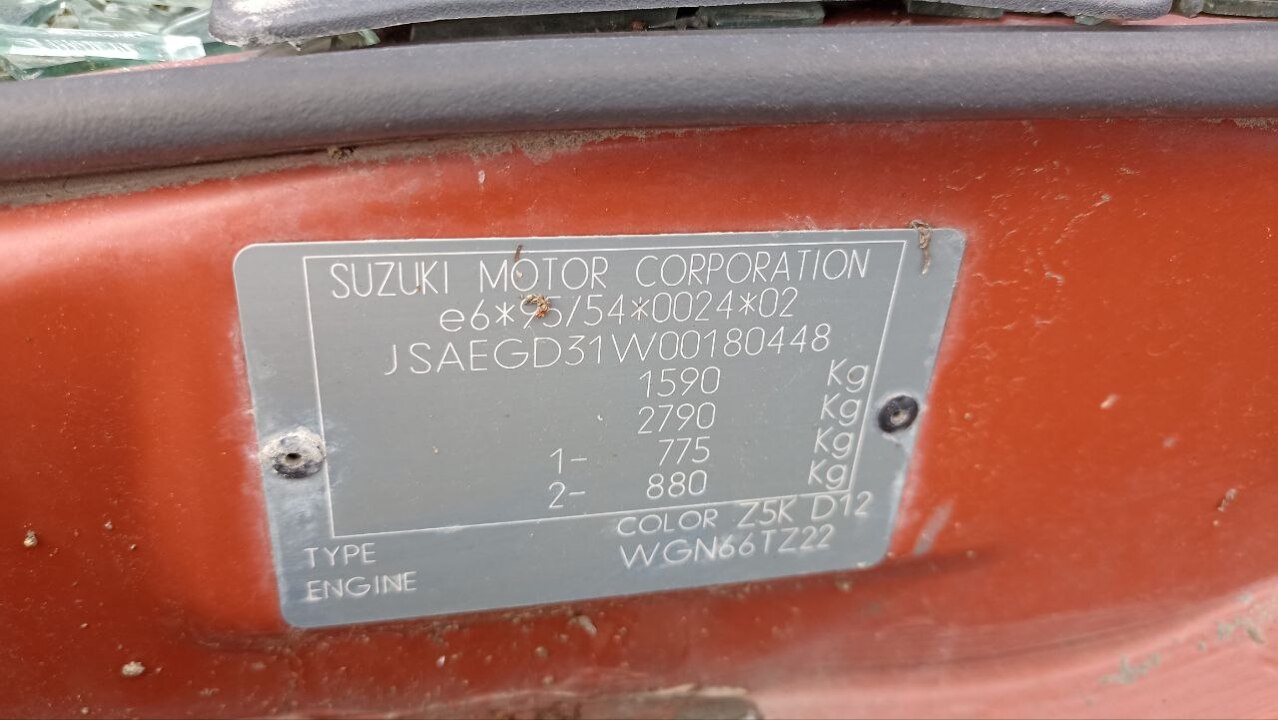 SUZUKI MOTOR CORPORATION
e6*95/54*0024*02
JSAEGD31W00180448
1590 Kg
2790 Kg
1- 775 Kg
2- 880 Kg
COLOR Z5K D12
TYPE WGN66TZ22
ENGINE